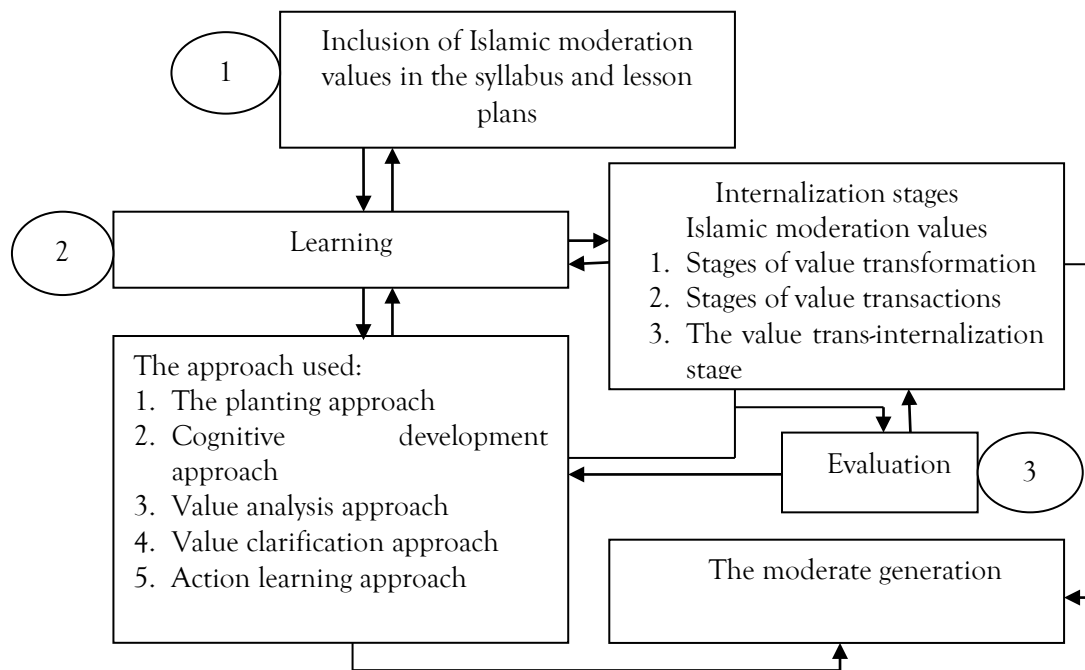 1
Inclusion of Islamic moderation
values in the syllabus and lesson
plans
2
Learning
Internalization stages
Islamic moderation values
1. Stages of value transformation
2. Stages of value transactions
3. The value trans-internalization
stage
The approach used:
1. The planting approach
2. Cognitive development
approach
3. Value analysis approach
4. Value clarification approach
5. Action learning approach
Evaluation
3
The moderate generation